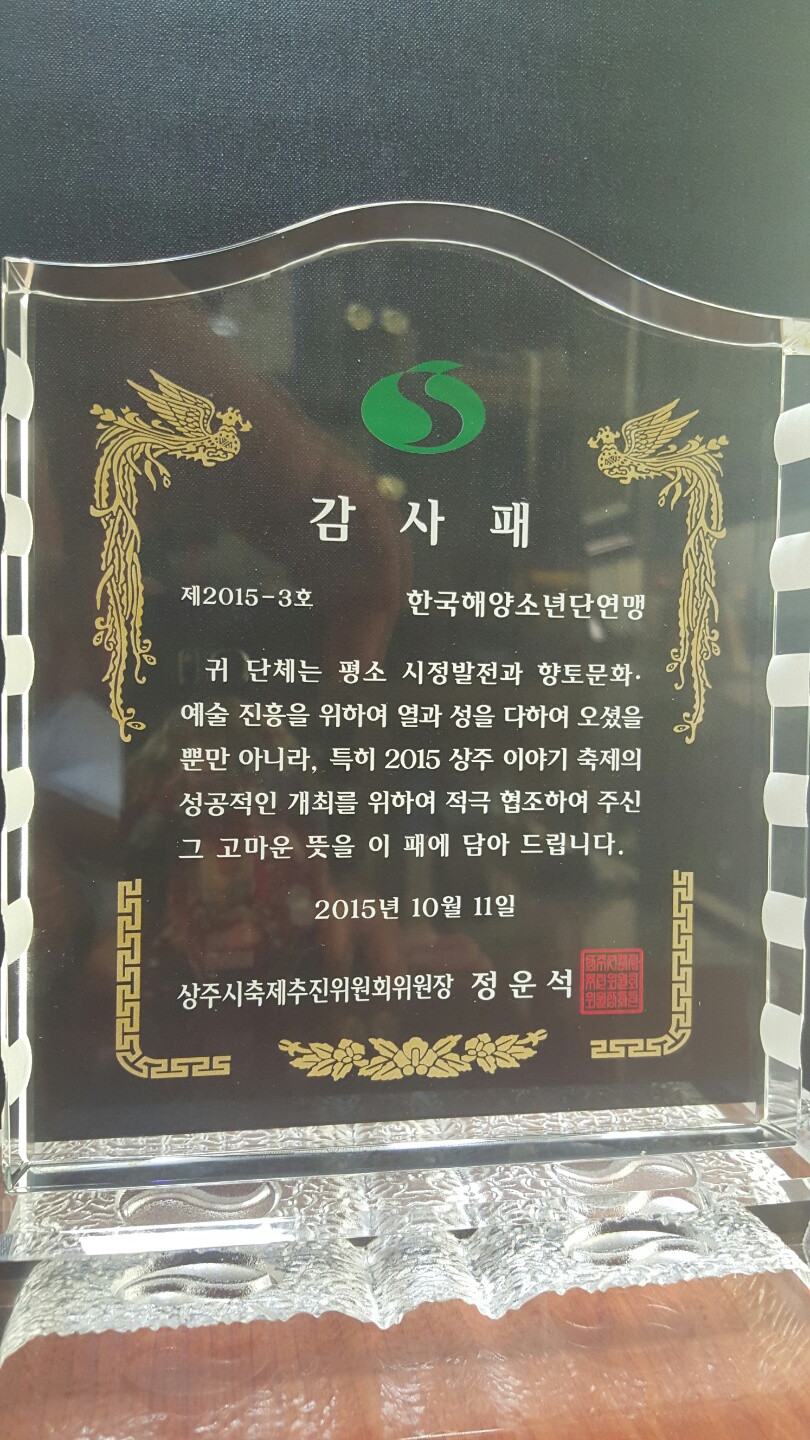 감 사 패
제2015-3호 한국해양소년단연맹
귀 단체는 평소 시정발전과 향토문화·
예술 진흥을 위하여 열과 성을 다하여 오셨을
뿐만 아니라, 특히 2015 상주 이야기 축제의
성공적인 개최를 위하여 적극 협조하여 주신
그 고마운 뜻을 이 패에 담아 드립니다.
2015년 10월 11일
상주시축제추진위원회위원장 정 운 석